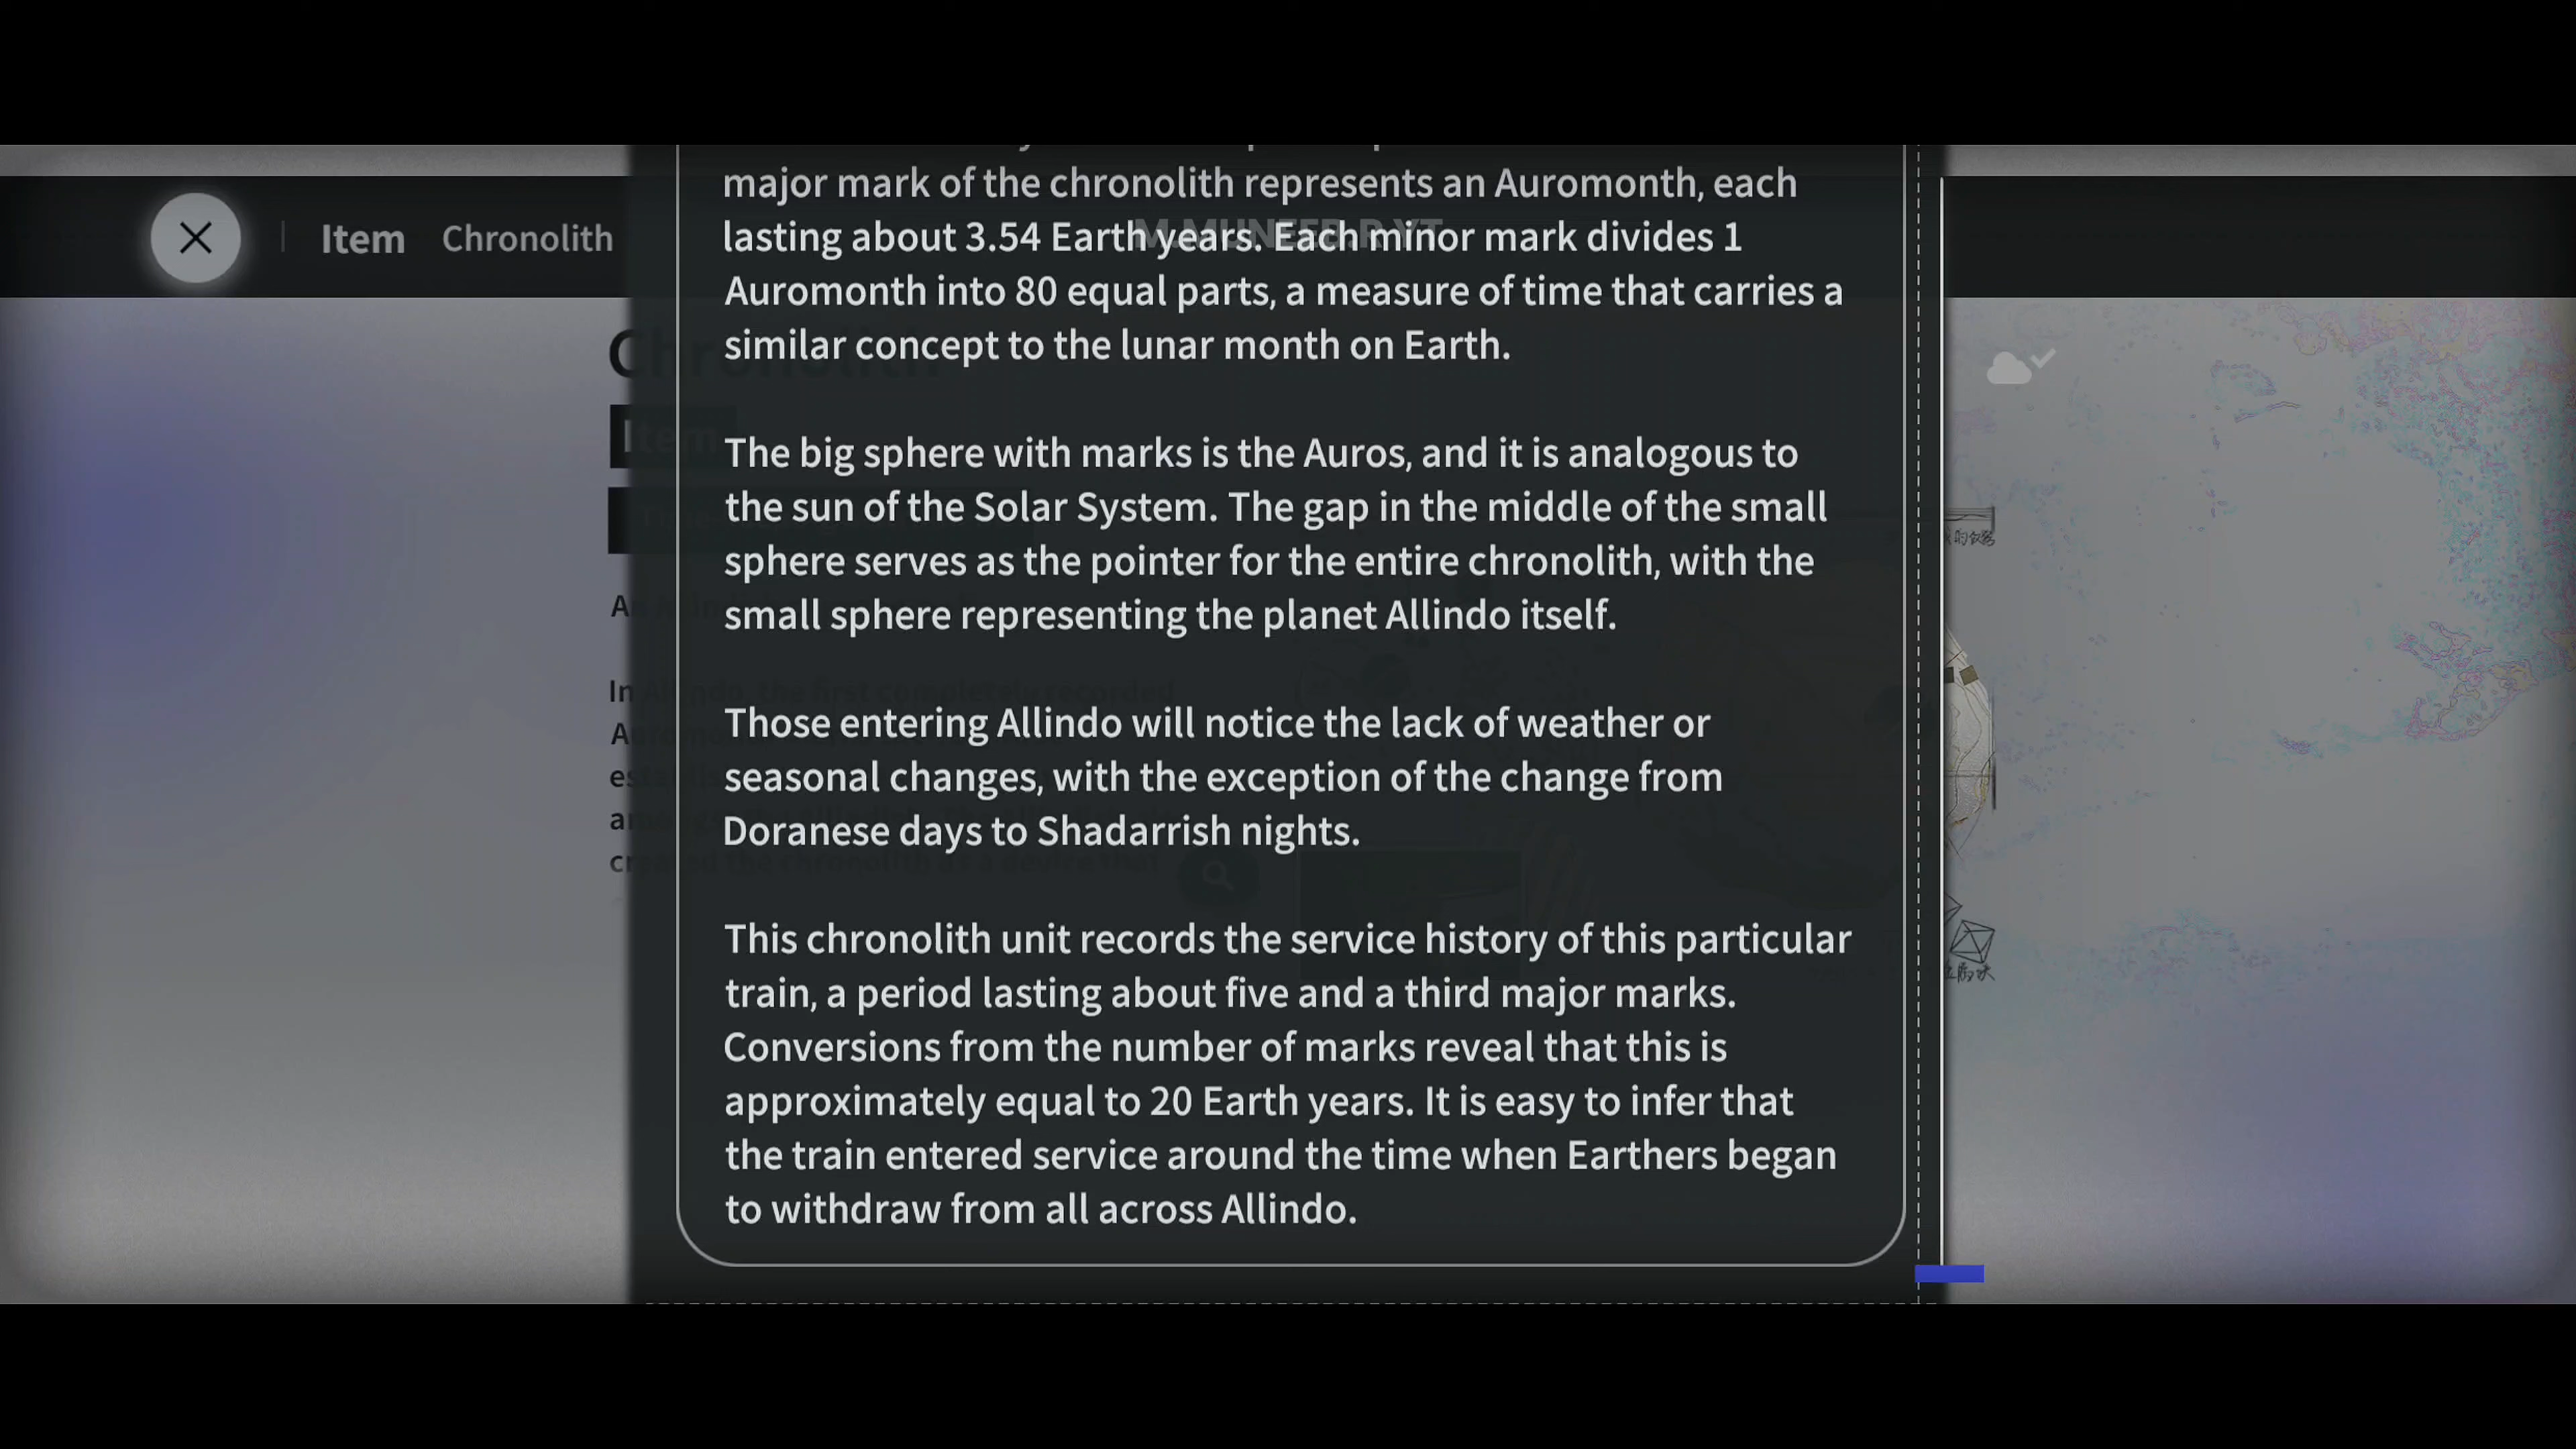 Item Chronolith
major mark of the chronolith represents an Auromonth, each
lasting about 3.54 Earth years. Each minor mark divides 1
Auromonth into 80 equal parts, a measure of time that carries a
similar concept to the lunar month on Earth.
The big sphere with marks is the Auros, and it is analogous to
the sun of the Solar System. The gap in the middle of the small
sphere serves as the pointer for the entire chronolith, with the
small sphere representing the planet Allindo itself.
Those entering Allindo will notice the lack of weather or
seasonal changes, with the exception of the change from
Doranese days to Shadarrish nights.
This chronolith unit records the service history of this particular
train, a period lasting about five and a third major marks.
Conversions from the number of marks reveal that this is
approximately equal to 20 Earth years. It is easy to infer that
the train entered service around the time when Earthers began
to withdraw from all across Allindo.
M.MUNEEB.R YT
Chronolith
Item